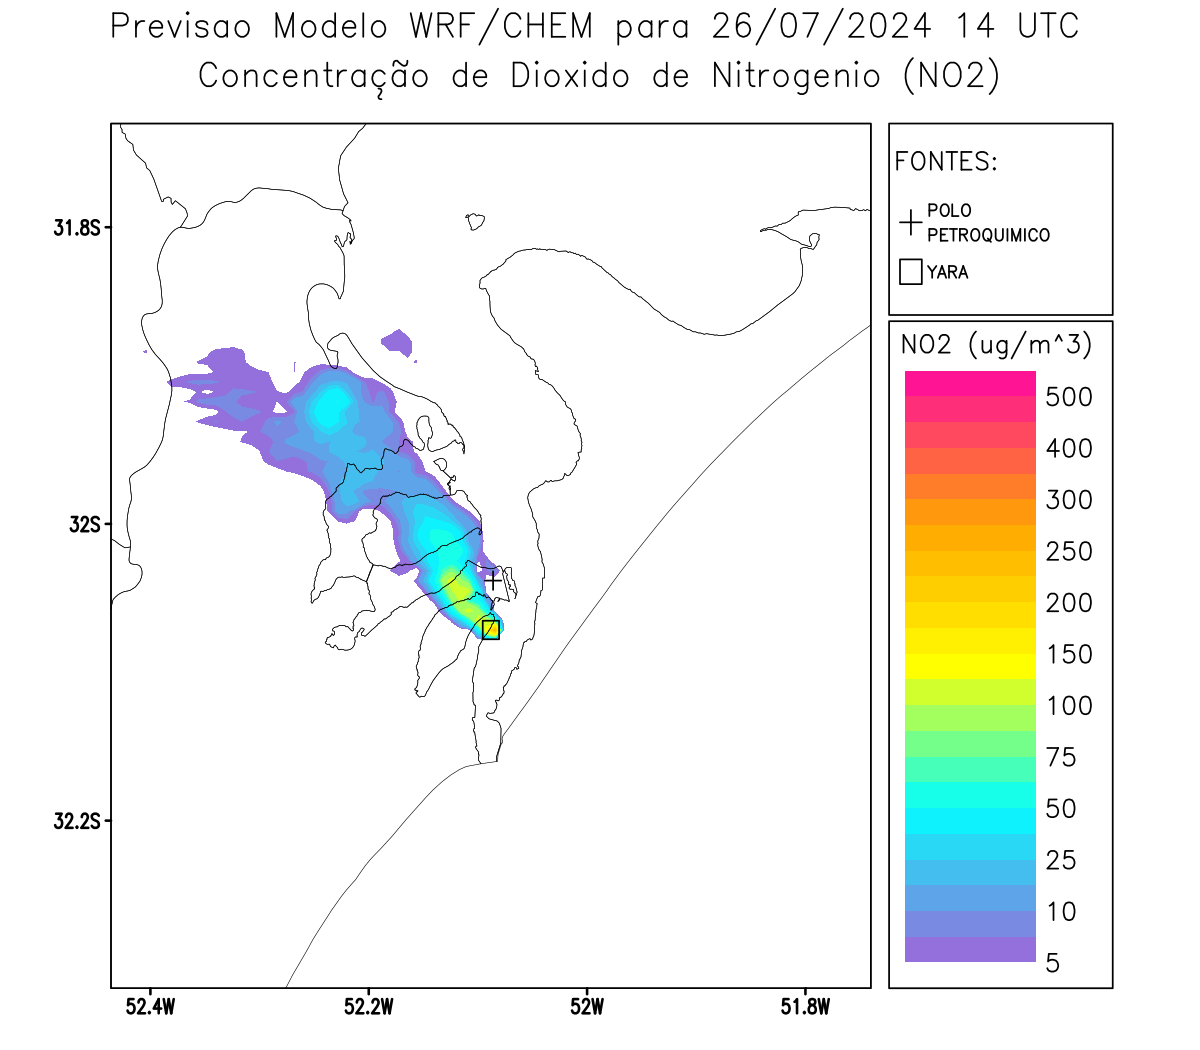 Previsao Modelo WRF/CHEM para 26/07/2024 14 UTC
Concentração de Dioxido de Nitrogenio (NO2)
FONTES:
POLO
PETROQUIMICO
YARA
NO2 (ug/m^3)
500
400
300
250
200
150
100
75
50
25
10
5
31.8S
32S
32.2S
52.4W
52.2W
52W
51.8W